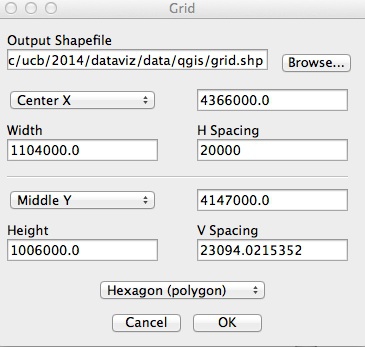 Grid
Output Shapefile
c/ucb/2014/dataviz/data/qgis/grid.shp Browse...
Center X 4366000.0
Width H Spacing
1104000.0 20000
Middle Y 4147000.0
Height V Spacing
1006000.0 23094.0215352
Hexagon (polygon)
Cancel OK